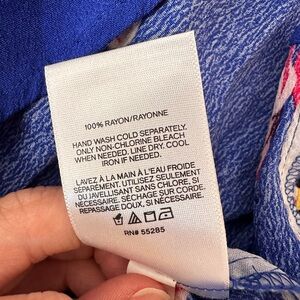 100% RAYON/RAYONNE
HAND WASH COLD SEPARATELY.
ONLY NON-CHLORINE BLEACH
WHEN NEEDED. LINE DRY. COOL
IRON IF NEEDED.
LAVEZ À LA MAIN À L'EAU FROIDE
SÉPARÉMENT. UTILISEZ SEULEMENT
DU JAVELLISANT SANS CHLORE, SI
NÉCESSAIRE. SÉCHAGE SUR CORDE.
REPASSAGE DOUX, SI NÉCESSAIRE.
RN# 55285